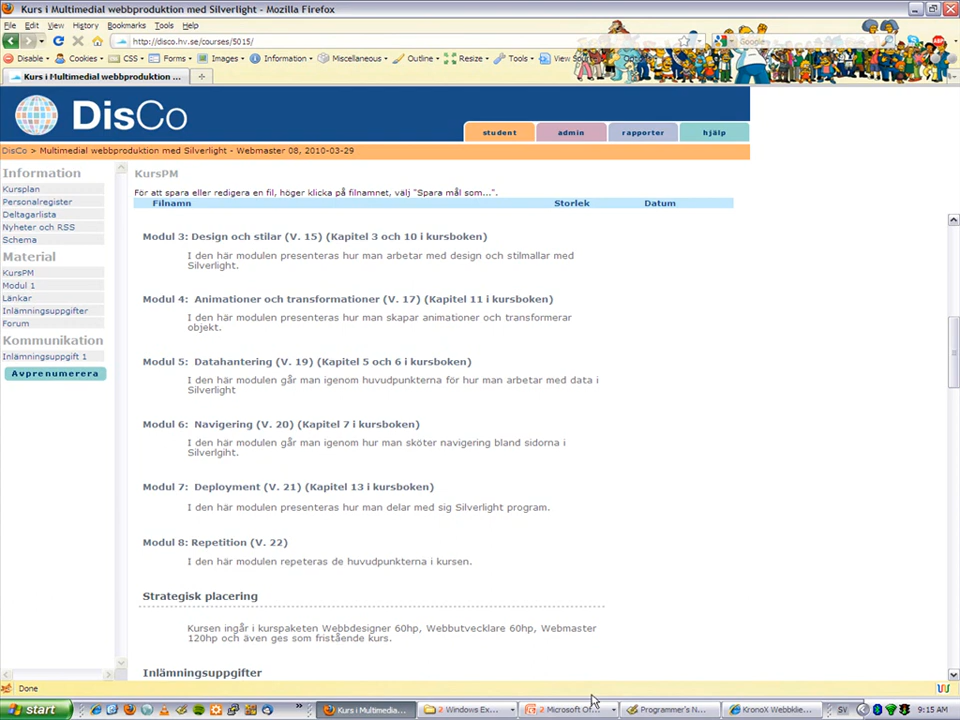 Kurs i Multimedial webbproduktion med Silverlight - Mozilla Firefox
File Edit View History Bookmarks Tools Help
http://disco.hv.se/courses/5015/
Google
Disable Cookies CSS Forms Images Information Miscellaneous Outline Resize Tools View
Kurs i Multimedial webbproduktion ...
DisCo
student admin rapporter hjälp
DisCo > Multimedial webbproduktion med Silverlight - Webmaster 08, 2010-03-29
Information
Kursplan
Personalregister
Deltagarlista
Nyheter och RSS
Schema
Material
KursPM
Modul 1
Länkar
Inlämningsuppgifter
Forum
Kommunikation
Inlämningsuppgift 1
Avprenumerera
KursPM
För att spara eller redigera en fil, höger klicka på filnamnet, välj "Spara mål som...".
Filnamn Storlek Datum
Modul 3: Design och stilar (V. 15) (Kapitel 3 och 10 i kursboken)
I den här modulen presenteras hur man arbetar med design och stilmallar med
Silverlight.
Modul 4: Animationer och transformationer (V. 17) (Kapitel 11 i kursboken)
I den här modulen presenteras hur man skapar animationer och transformerar
objekt.
Modul 5: Datahantering (V. 19) (Kapitel 5 och 6 i kursboken)
I den här modulen går man igenom huvudpunkterna för hur man arbetar med data i
Silverlight
Modul 6: Navigering (V. 20) (Kapitel 7 i kursboken)
I den här modulen går man igenom hur man sköter navigering bland sidorna i
Silverlgiht.
Modul 7: Deployment (V. 21) (Kapitel 13 i kursboken)
I den här modulen presenteras hur man delar med sig Silverlight program.
Modul 8: Repetition (V. 22)
I den här modulen repeteras de huvudpunkterna i kursen.
Strategisk placering
Kursen ingår i kurspaketen Webbdesigner 60hp, Webbutvecklare 60hp, Webmaster
120hp och även ges som fristående kurs.
Inlämningsuppgifter
Done
start Kurs i Multimedia... 2 Windows Ex... 2 Microsoft Of... Programmer's N... KronoX Webbkle... SV 9:15 AM